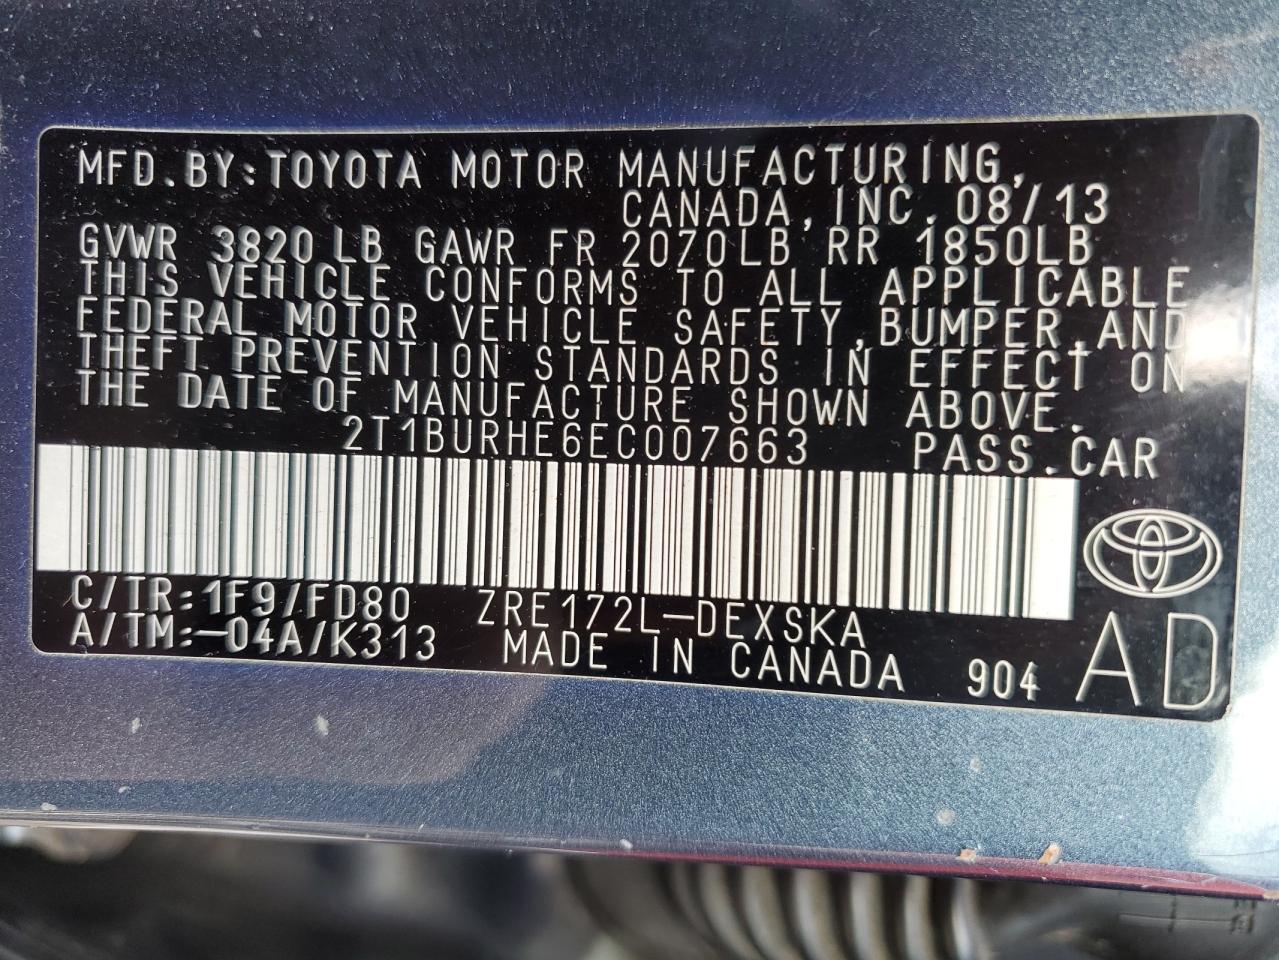 MFD.BY:TOYOTA MOTOR MANUFACTURING,
CANADA,INC. 08/13
GVWR 3820LB GAWR FR 2070LB RR 1850LB
THIS VEHICLE CONFORMS TO ALL APPLICABLE
FEDERAL MOTOR VEHICLE SAFETY,BUMPER,AND
THEFT PREVENTION STANDARDS IN EFFECT ON
THE DATE OF MANUFACTURE SHOWN ABOVE.
2T1BURHE6EC007663 PASS.CAR
C/TR:1F9/FD80 ZRE172L-DEXSKA
A/TM:-04A/K313 MADE IN CANADA 904 AD